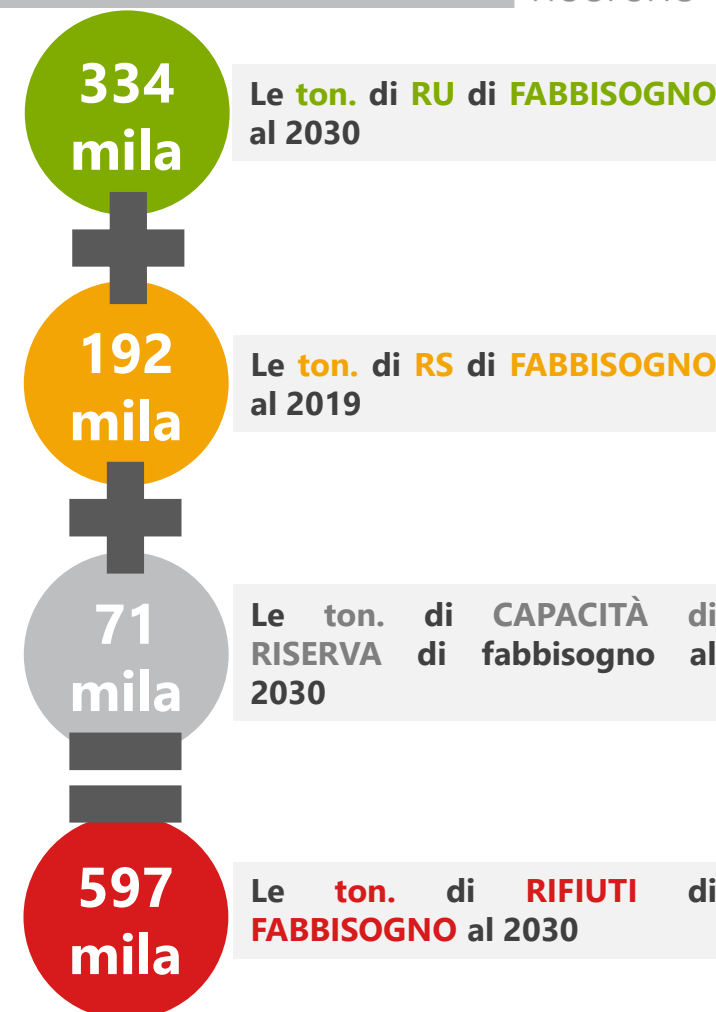 334
mila
Le ton. di RU di FABBISOGNO
al 2030
192
mila
Le ton. di RS di FABBISOGNO
al 2019
71
mila
Le ton. di CAPACITÀ di
RISERVA di fabbisogno al
2030
597
mila
Le ton. di RIFIUTI di
FABBISOGNO al 2030